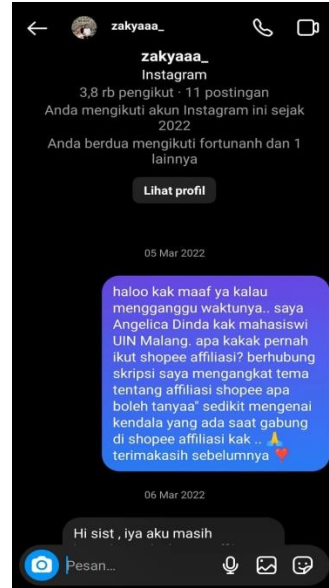 zakyaaa_
zakyaaa_
Instagram
3,8 rb pengikut · 11 postingan
Anda mengikuti akun Instagram ini sejak
2022
Anda berdua mengikuti fortunanh dan 1
lainnya
Lihat profil
05 Mar 2022
haloo kak maaf ya kalau
mengganggu waktunya.. saya
Angelica Dinda kak mahasiswi
UIN Malang. apa kakak pernah
ikut shopee affiliasi? berhubung
skripsi saya mengangkat tema
tentang affiliasi shopee apa
boleh tanyaa" sedikit mengenai
kendala yang ada saat gabung
di shopee affiliasi kak .. 🙏
terimakasih sebelumnya ❤️
06 Mar 2022
Hi sist , iya aku masih
Pesan...